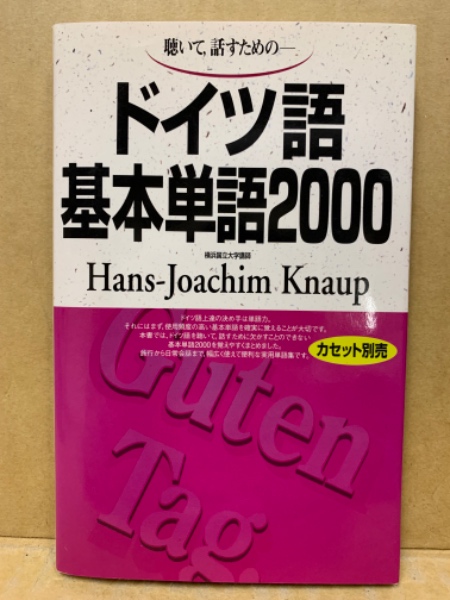 聴いて,話すための―
ドイツ語
基本単語2000
横浜国立大学講師
Hans-Joachim Knaup
ドイツ語上達の決め手は単語力。
それにはまず、使用頻度の高い基本単語を確実に覚えることが大切です。
本書では、ドイツ語を聴いて、話すために欠かすことのできない
基本単語2000を覚えやすくまとめました。
旅行から日常会話まで、幅広く使えて便利な実用単語集です。
カセット別売
Guten
Tag